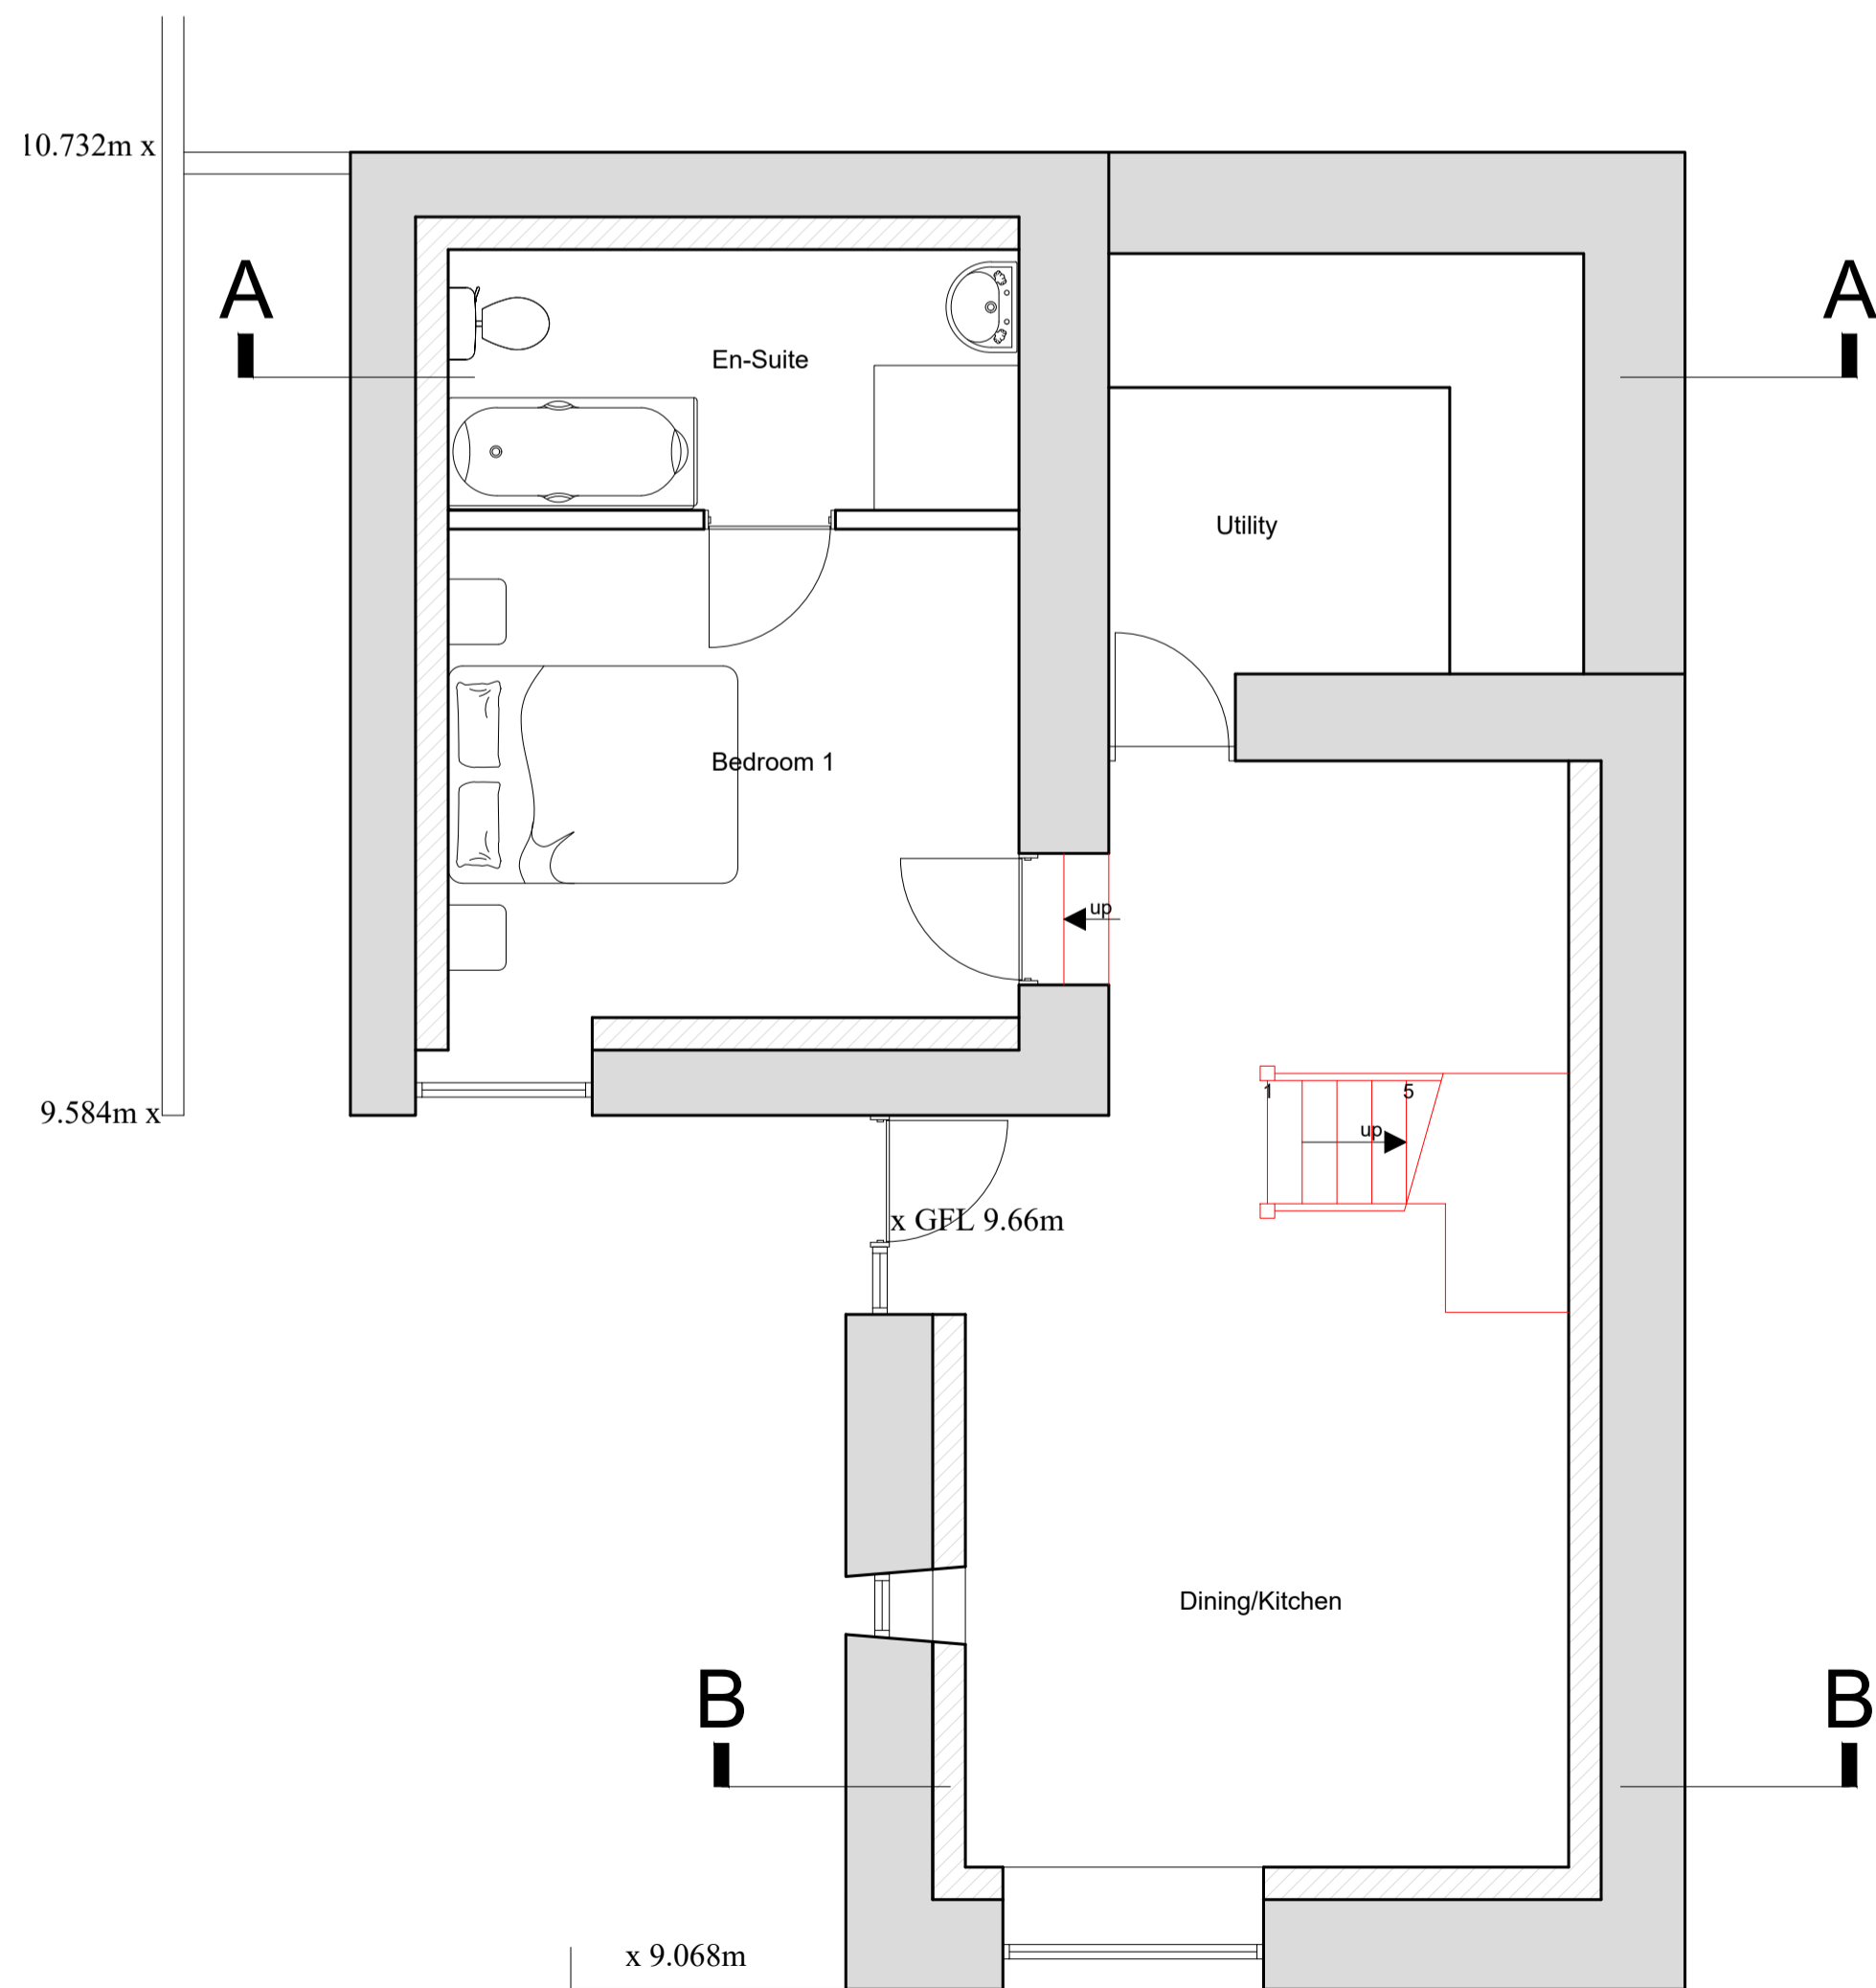 10.732m x
A
A
En-Suite
Utility
Bedroom 1
up
1
5
9.584m x
up
x GFL 9.66m
Dining/Kitchen
B
B
x 9.068m